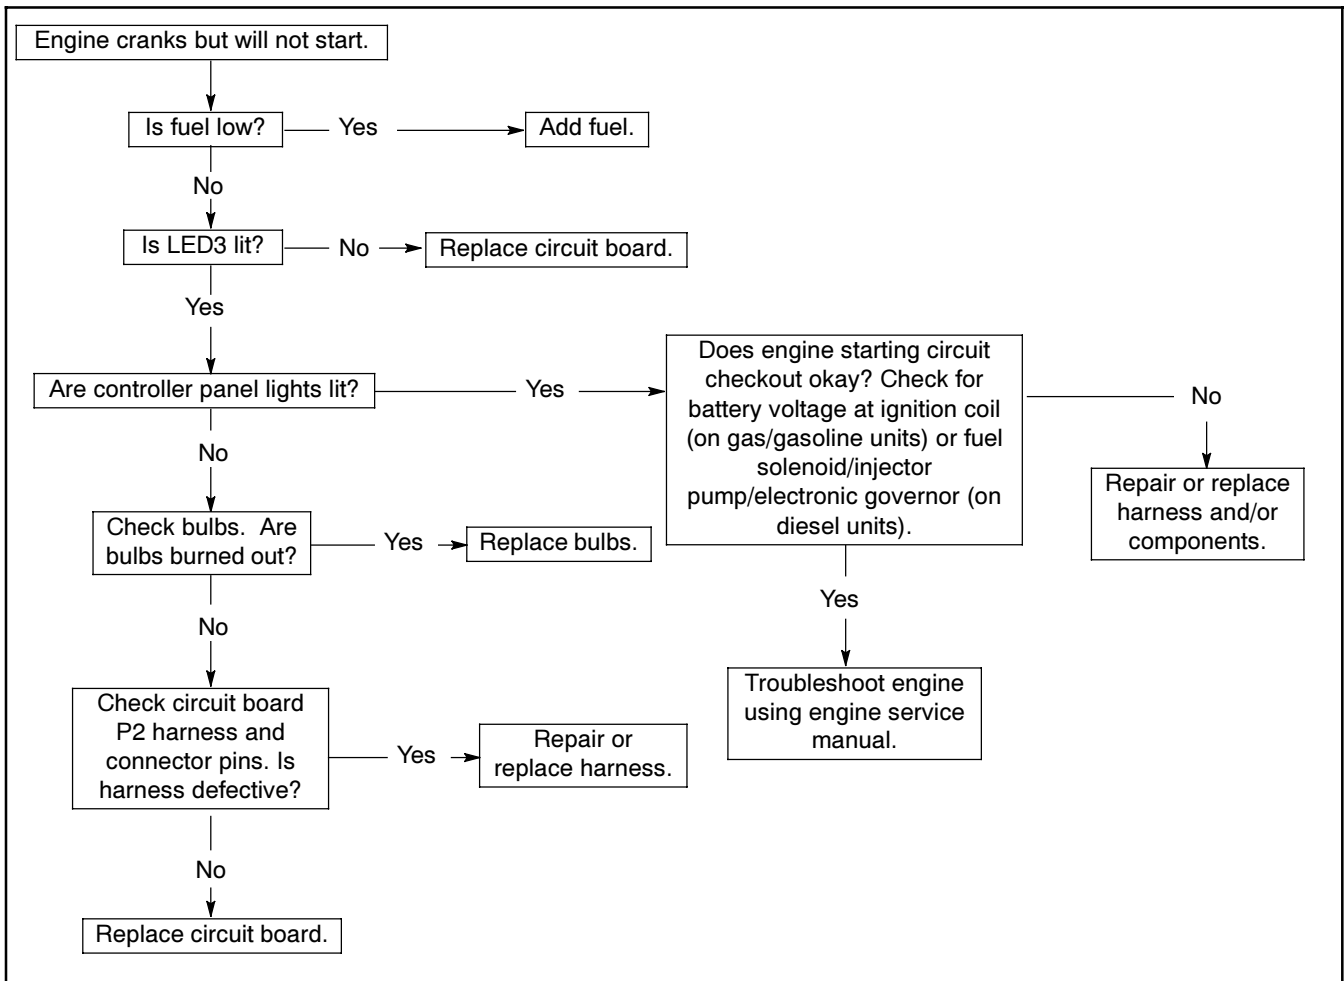 Engine cranks but will not start.
Is fuel low?
Yes
Add fuel.
No
Is LED3 lit?
No
Replace circuit board.
Yes
Are controller panel lights lit?
Yes
Does engine starting circuit
checkout okay? Check for
battery voltage at ignition coil
(on gas/gasoline units) or fuel
solenoid/injector
pump/electronic governor (on
diesel units).
No
Repair or replace
harness and/or
components.
Yes
Troubleshoot engine
using engine service
manual.
No
Check bulbs. Are
bulbs burned out?
Yes
Replace bulbs.
No
Check circuit board
P2 harness and
connector pins. Is
harness defective?
Yes
Repair or
replace harness.
No
Replace circuit board.